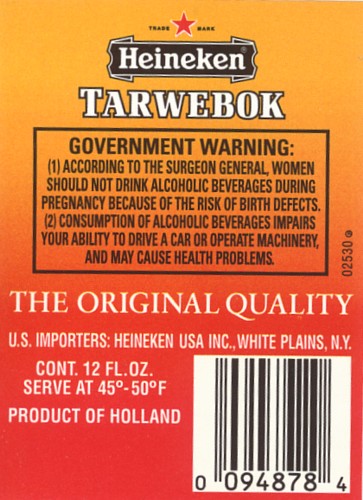 TRADE MARK
Heineken
TARWEBOK
GOVERNMENT WARNING:
(1) ACCORDING TO THE SURGEON GENERAL, WOMEN
SHOULD NOT DRINK ALCOHOLIC BEVERAGES DURING
PREGNANCY BECAUSE OF THE RISK OF BIRTH DEFECTS.
(2) CONSUMPTION OF ALCOHOLIC BEVERAGES IMPAIRS
YOUR ABILITY TO DRIVE A CAR OR OPERATE MACHINERY,
AND MAY CAUSE HEALTH PROBLEMS.
02530
THE ORIGINAL QUALITY
U.S. IMPORTERS: HEINEKEN USA INC., WHITE PLAINS, N.Y.
CONT. 12 FL.OZ.
SERVE AT 45º-50ºF
PRODUCT OF HOLLAND
0 094878 4